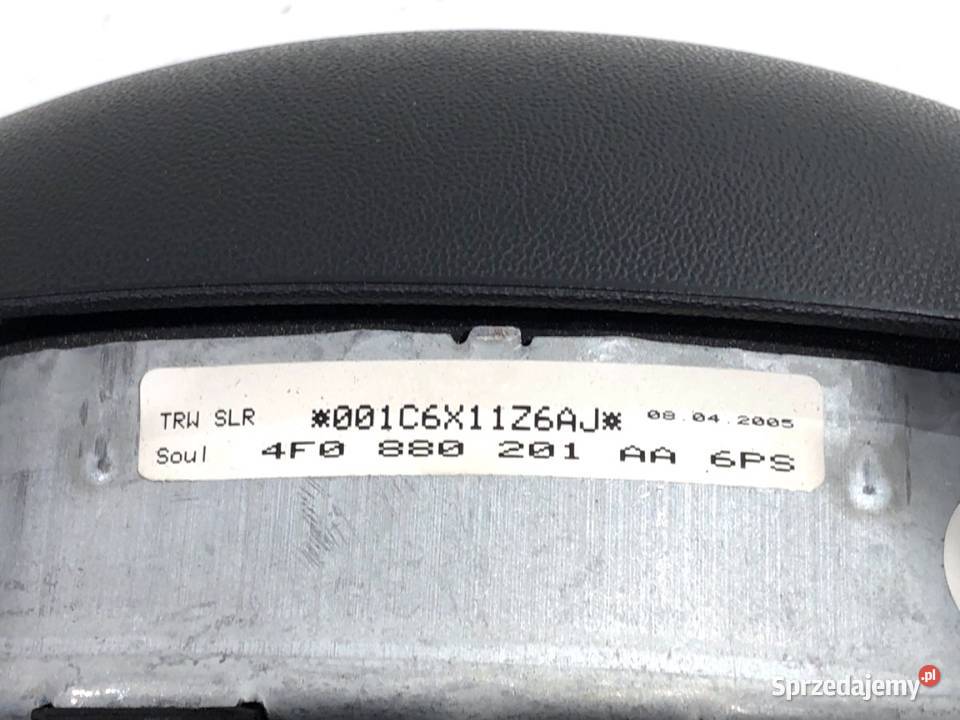 TRW SLR *001C6X11Z6AJ* 08.04.2005
Soul 4F0 880 201 AA 6PS
Sprzedajemy.pl